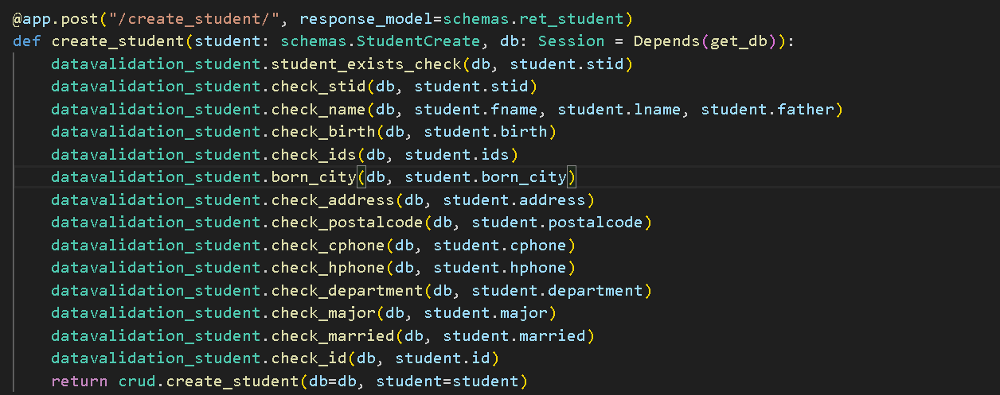 @app.post("/create_student/", response_model=schemas.ret_student)
def create_student(student: schemas.StudentCreate, db: Session = Depends(get_db)):
    datavalidation_student.student_exists_check(db, student.stid)
    datavalidation_student.check_stid(db, student.stid)
    datavalidation_student.check_name(db, student.fname, student.lname, student.father)
    datavalidation_student.check_birth(db, student.birth)
    datavalidation_student.check_ids(db, student.ids)
    datavalidation_student.born_city(db, student.born_city)
    datavalidation_student.check_address(db, student.address)
    datavalidation_student.check_postalcode(db, student.postalcode)
    datavalidation_student.check_cphone(db, student.cphone)
    datavalidation_student.check_hphone(db, student.hphone)
    datavalidation_student.check_department(db, student.department)
    datavalidation_student.check_major(db, student.major)
    datavalidation_student.check_married(db, student.married)
    datavalidation_student.check_id(db, student.id)
    return crud.create_student(db=db, student=student)